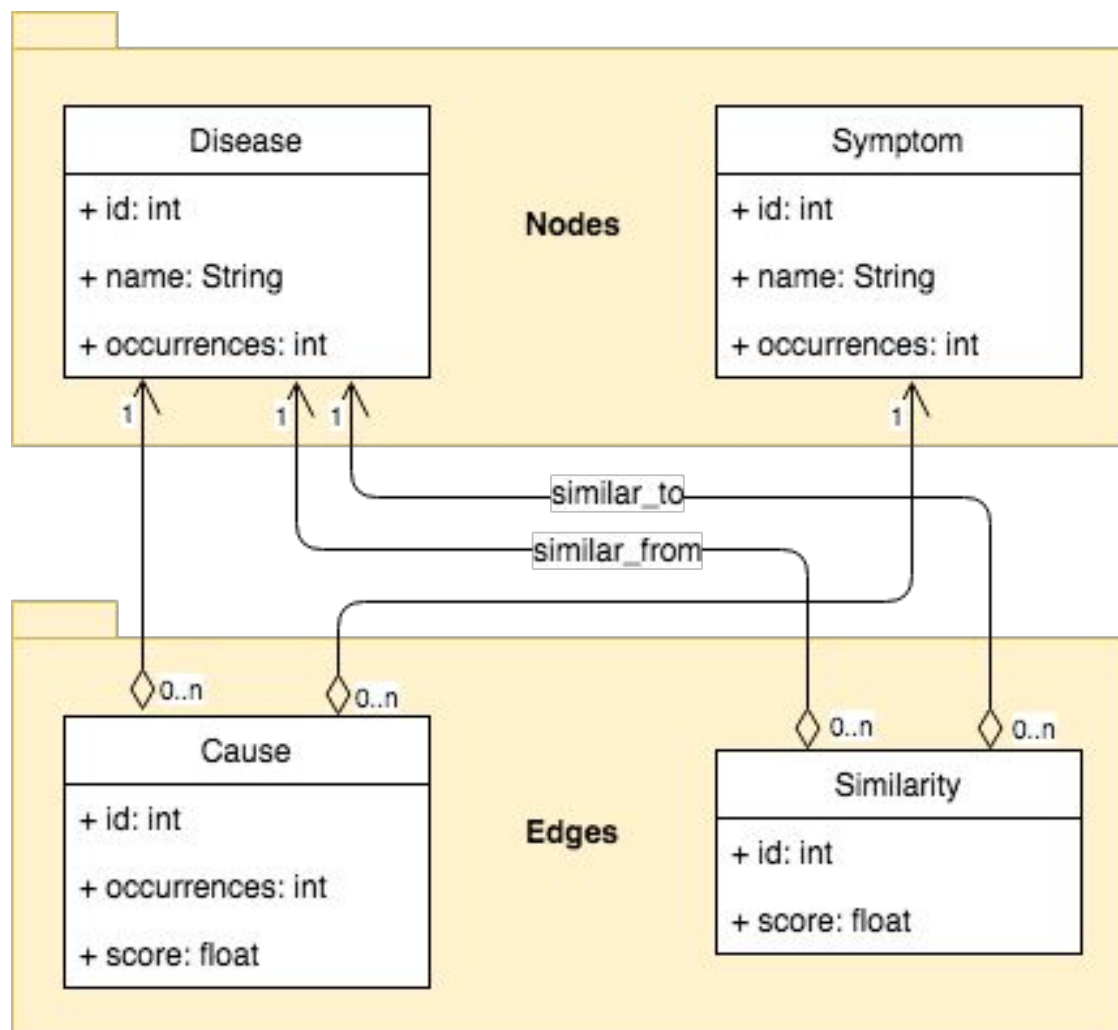 Disease
+ id: int
+ name: String
+ occurrences: int
Nodes
Symptom
+ id: int
+ name: String
+ occurrences: int
1
1
1
1
similar_to
similar_from
0..n
0..n
0..n
0..n
Cause
+ id: int
+ occurrences: int
+ score: float
Edges
Similarity
+ id: int
+ score: float